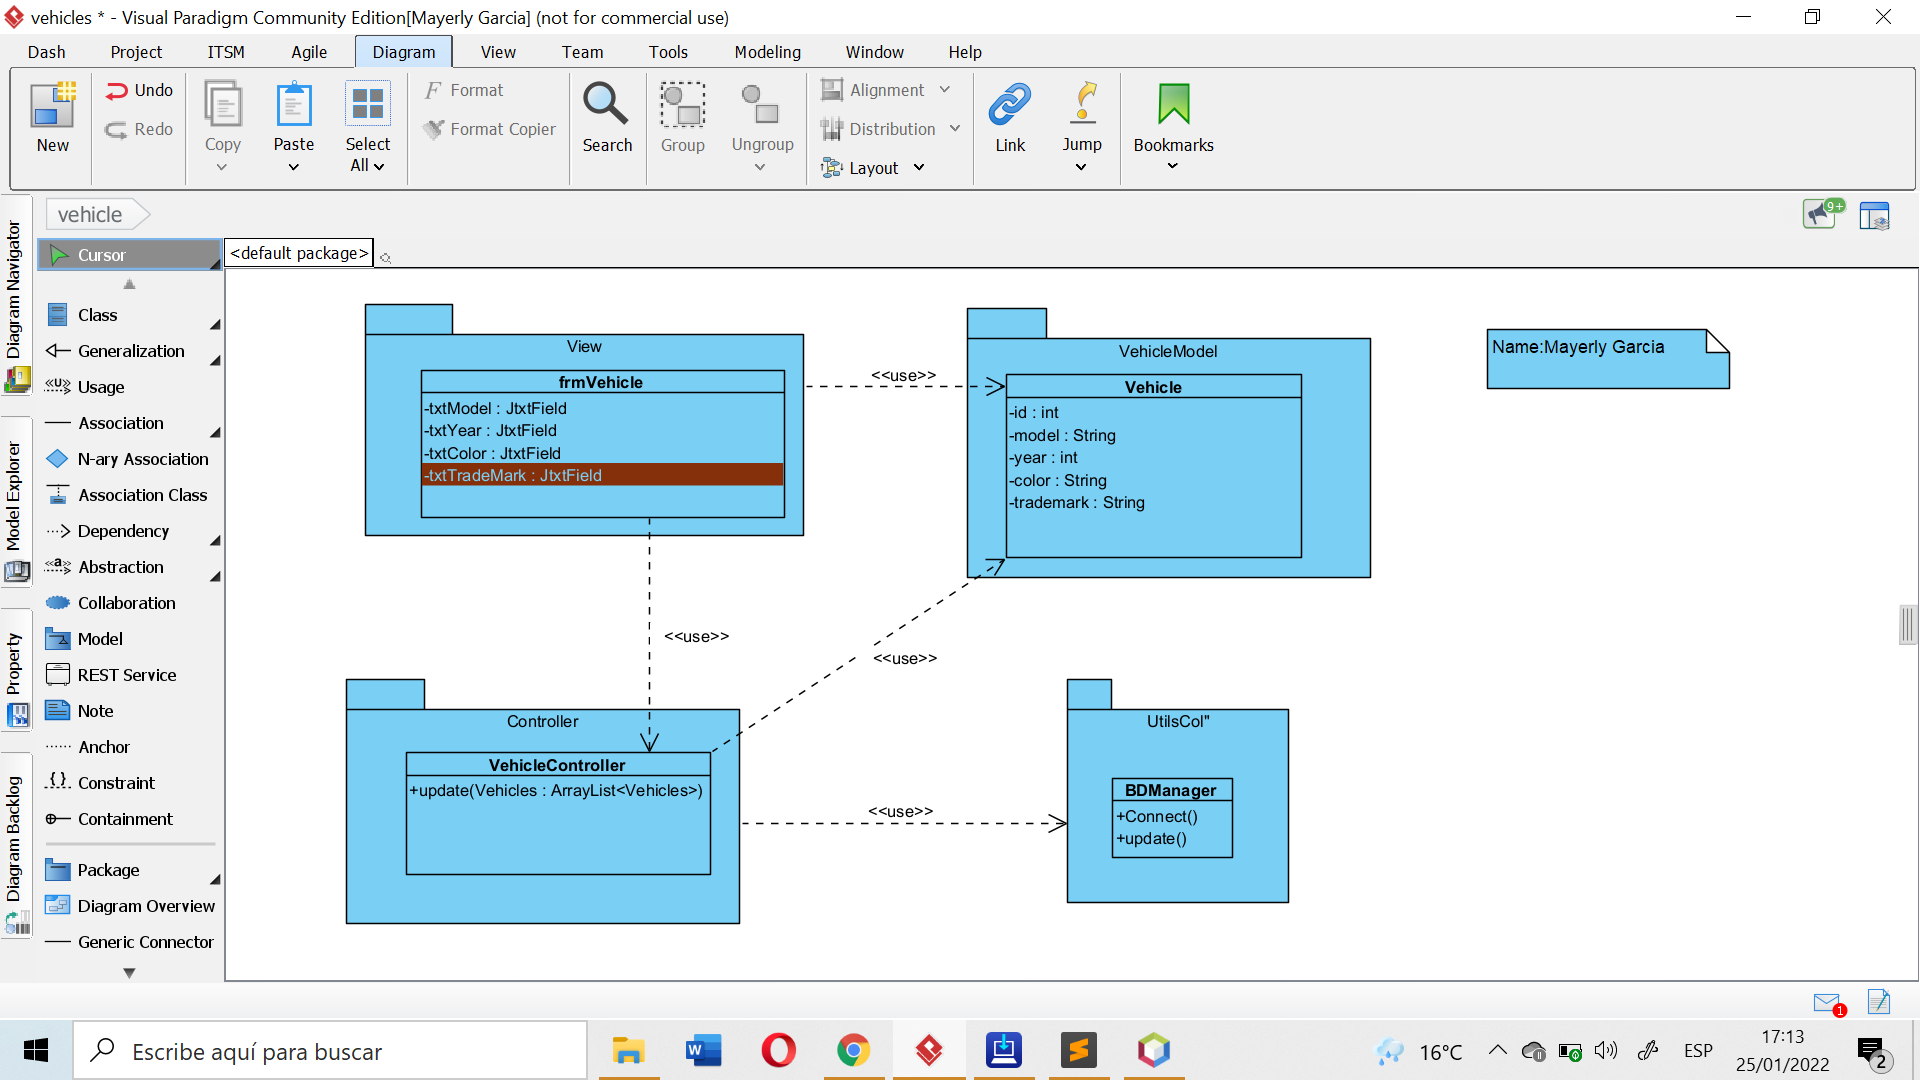 vehicles * - Visual Paradigm Community Edition[Mayerly Garcia] (not for commercial use)
Dash Project ITSM Agile Diagram View Team Tools Modeling Window Help
New
Undo
Redo
Copy
Paste
Select
All
Format
Format Copier
Search
Group
Ungroup
Alignment
Distribution
Layout
Link
Jump
Bookmarks
vehicle
9+
Diagram Navigator
Model Explorer
Property
Diagram Backlog
Cursor
Class
Generalization
Usage
Association
N-ary Association
Association Class
Dependency
Abstraction
Collaboration
Model
REST Service
Note
Anchor
Constraint
Containment
Package
Diagram Overview
Generic Connector
<default package>
View
frmVehicle
-txtModel : JtxtField
-txtYear : JtxtField
-txtColor : JtxtField
-txtTradeMark : JtxtField
<<use>>
VehicleModel
Vehicle
-id : int
-model : String
-year : int
-color : String
-trademark : String
Name:Mayerly Garcia
<<use>>
<<use>>
Controller
VehicleController
+update(Vehicles : ArrayList<Vehicles>)
<<use>>
UtilsCol"
BDManager
+Connect()
+update()
1
Escribe aquí para buscar
16°C
ESP
17:13
25/01/2022
2